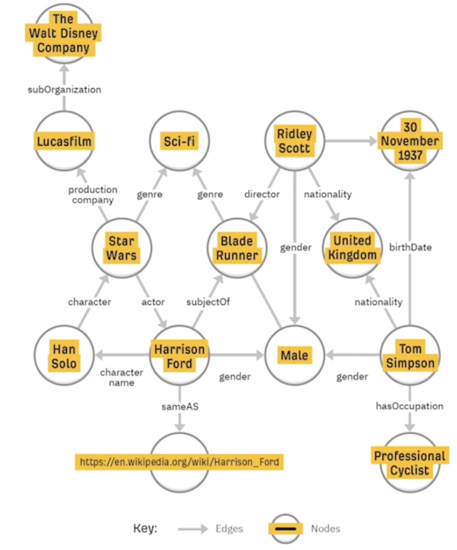 The
Walt Disney
Company
subOrganization
Lucasfilm
Sci-fi
Ridley
Scott
30
November
1937
production
company
genre
genre
director
nationality
Star
Wars
Blade
Runner
gender
United
Kingdom
birthDate
character
actor
subjectOf
nationality
Han
Solo
Harrison
Ford
Male
Tom
Simpson
character
name
gender
gender
sameAS
hasOccupation
https://en.wikipedia.org/wiki/Harrison_Ford
Professional
Cyclist
Key:
Edges
Nodes